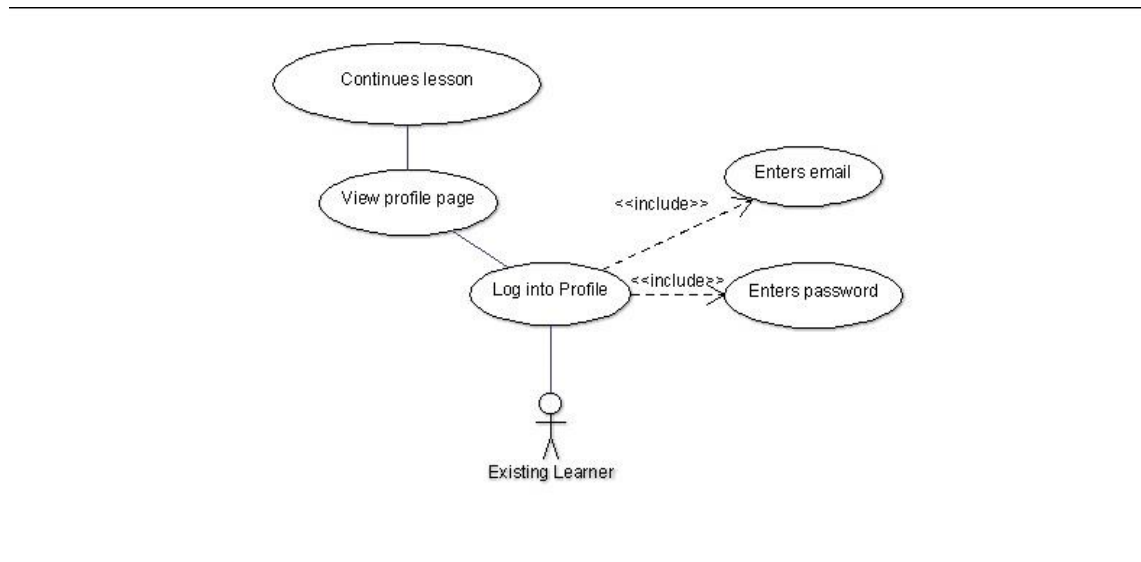 Continues lesson
Enters email
View profile page
<<include>>
<<include>>
Log into Profile
Enters password
Existing Learner